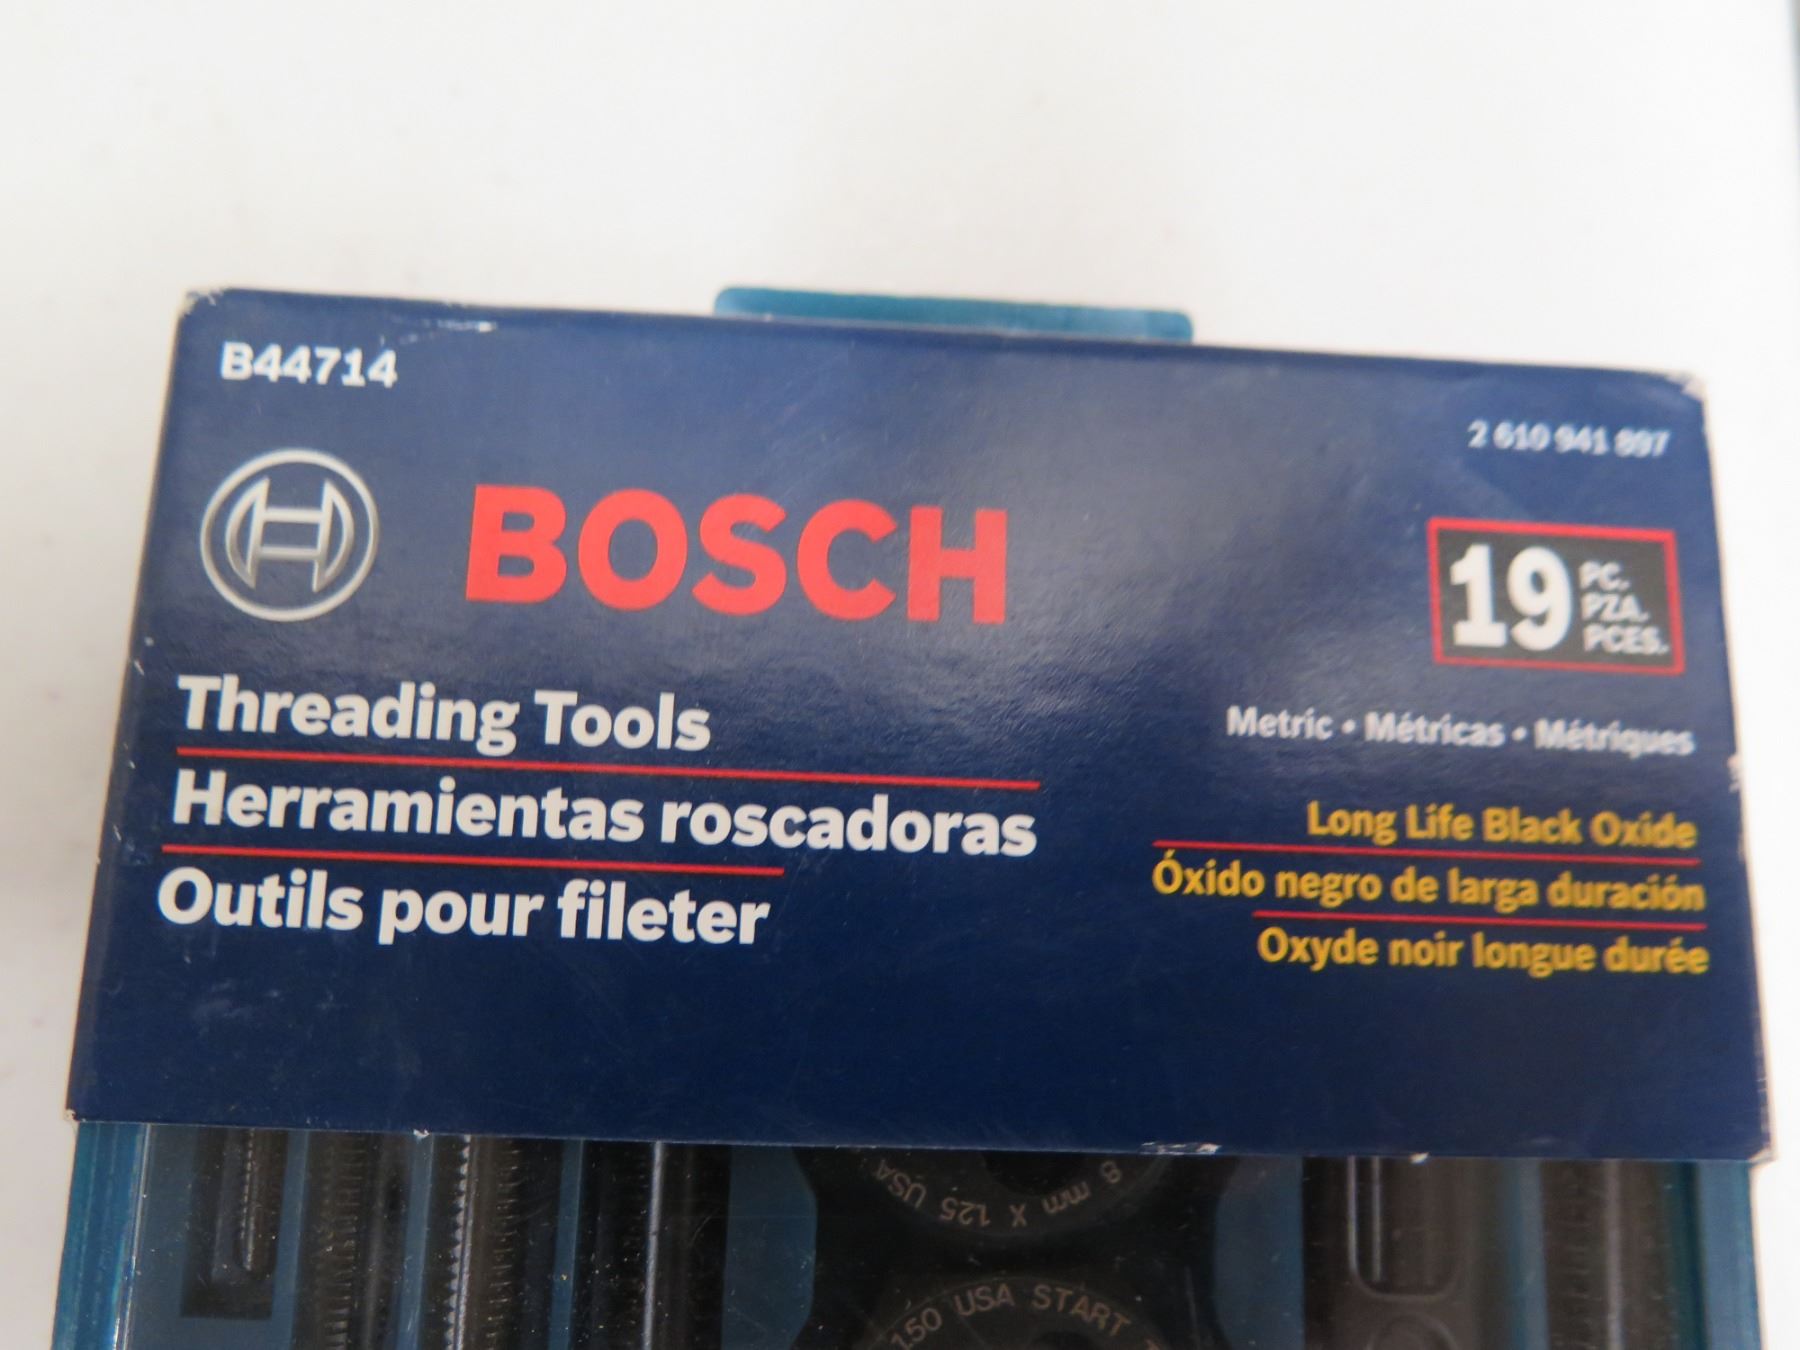 B44714
2 610 941 897
BOSCH
19 PC.
PZA.
PCES.
Threading Tools
Herramientas roscadoras
Outils pour fileter
Metric • Métricas • Métriques
Long Life Black Oxide
Óxido negro de larga duración
Oxyde noir longue durée
8 mm X 125 USA
150 USA START